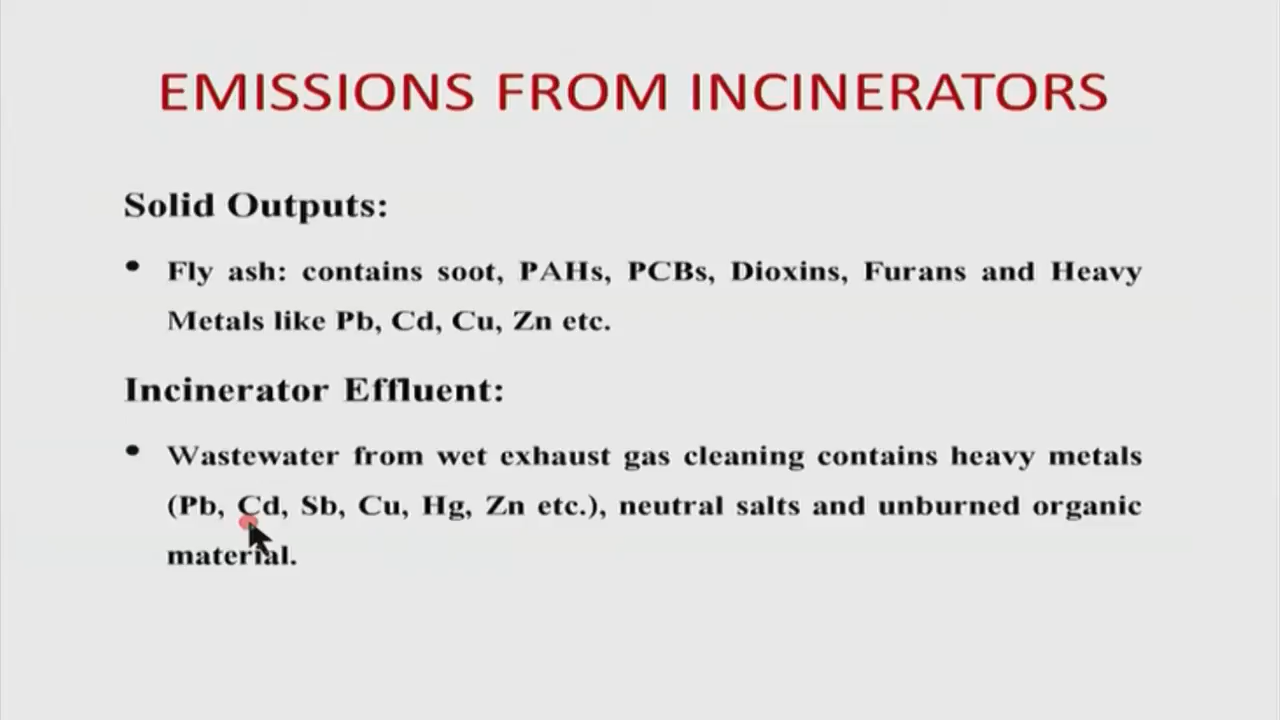 EMISSIONS FROM INCINERATORS
Solid Outputs:
• Fly ash: contains soot, PAHs, PCBs, Dioxins, Furans and Heavy
Metals like Pb, Cd, Cu, Zn etc.
Incinerator Effluent:
• Wastewater from wet exhaust gas cleaning contains heavy metals
(Pb, Cd, Sb, Cu, Hg, Zn etc.), neutral salts and unburned organic
material.